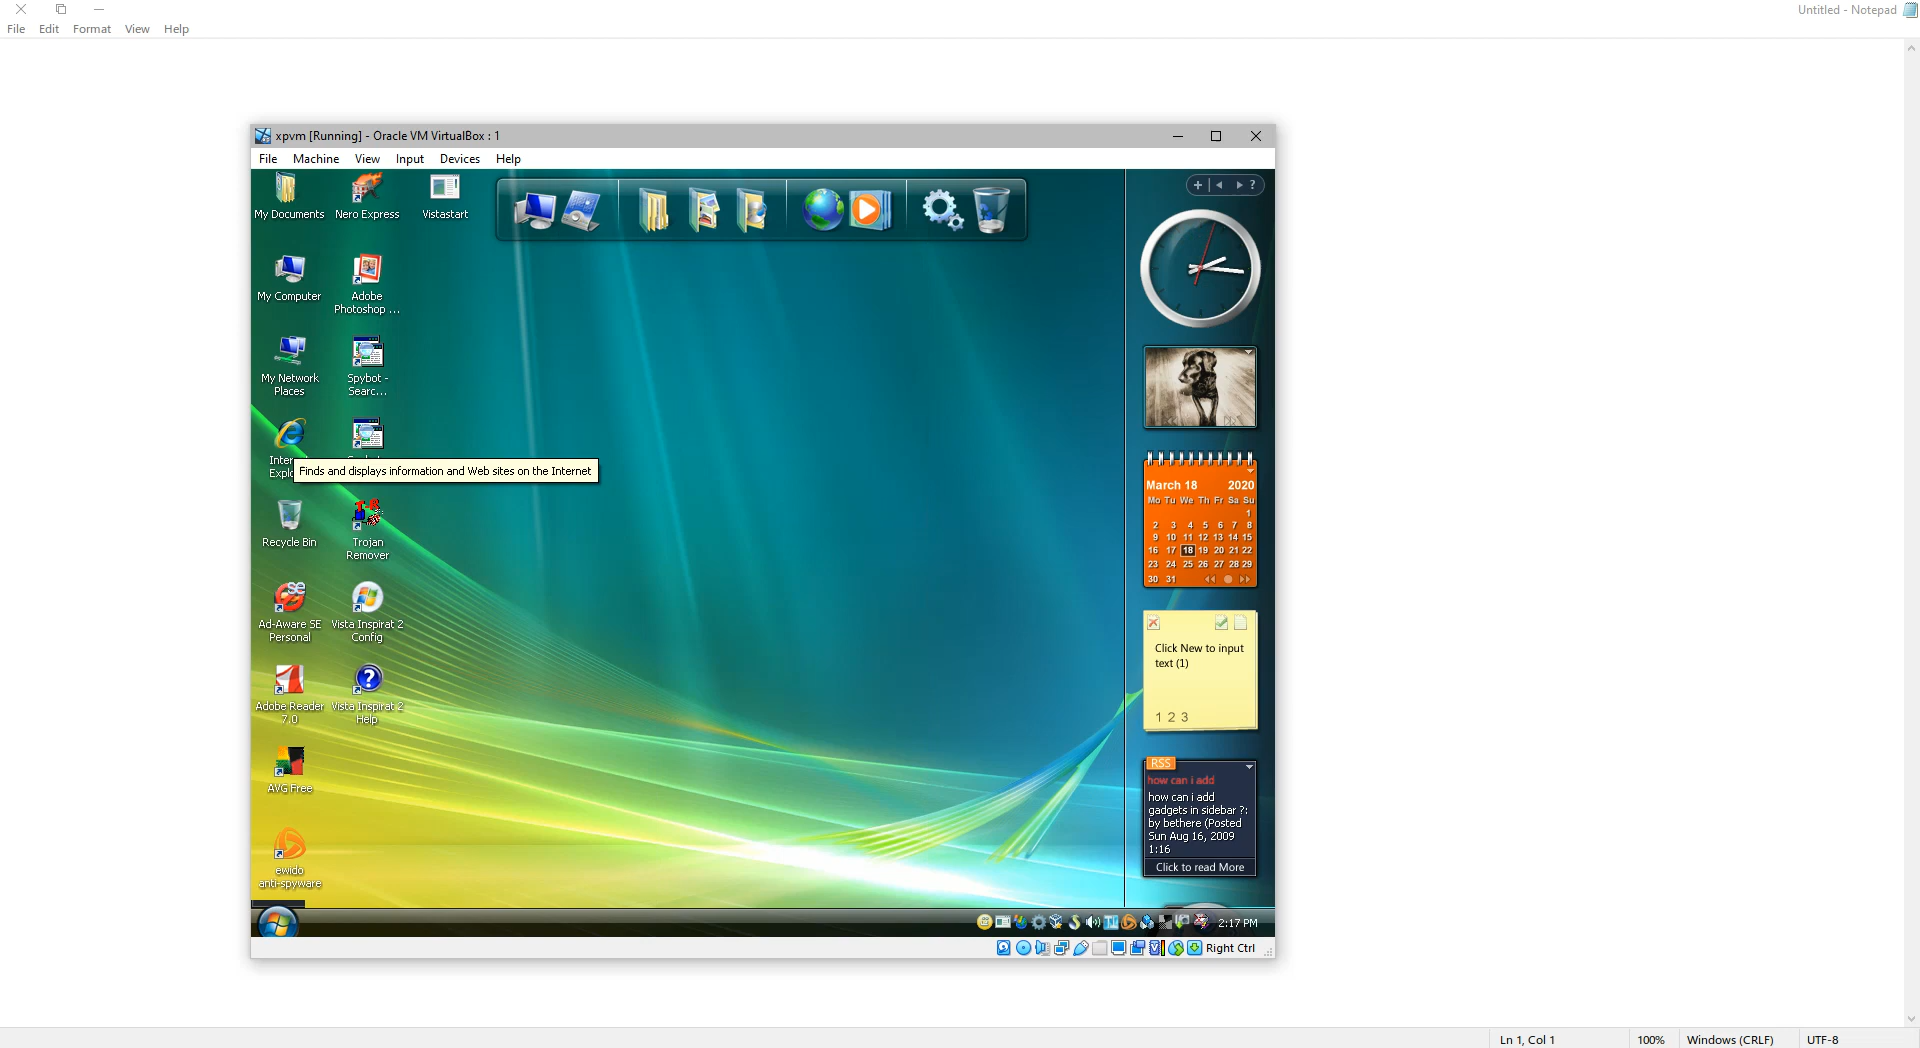 Untitled - Notepad
File Edit Format View Help
xpvm [Running] - Oracle VM VirtualBox : 1
File Machine View Input Devices Help
My Documents
Nero Express
Vistastart
My Computer
Adobe
Photoshop ...
My Network
Places
Spybot -
Searc...
Inter
Explo
Finds and displays information and Web sites on the Internet
Recycle Bin
Trojan
Remover
Ad-Aware SE
Personal
Vista Inspirat 2
Config
Adobe Reader
7.0
Vista Inspirat 2
Help
AVG Free
ewido
anti-spyware
March 18 2020
Mo Tu We Th Fr Sa Su
1
2 3 4 5 6 7 8
9 10 11 12 13 14 15
16 17 18 19 20 21 22
23 24 25 26 27 28 29
30 31
Click New to input
text (1)
1 2 3
RSS
how can i add
how can i add
gadgets in sidebar ?:
by bethere (Posted
Sun Aug 16, 2009
1:16
Click to read More
2:17 PM
Right Ctrl
Ln 1, Col 1 100% Windows (CRLF) UTF-8